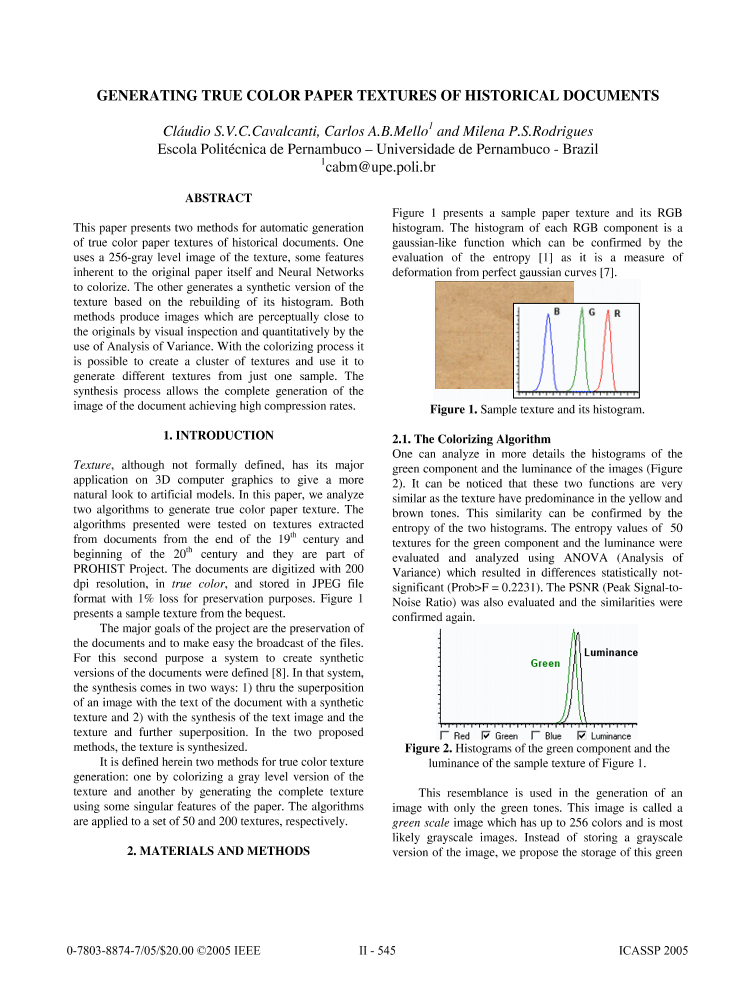 GENERATING TRUE COLOR PAPER TEXTURES OF HISTORICAL DOCUMENTS
Cláudio S.V.C.Cavalcanti, Carlos A.B.Mello1 and Milena P.S.Rodrigues
Escola Politécnica de Pernambuco – Universidade de Pernambuco - Brazil
1cabm@upe.poli.br
ABSTRACT
This paper presents two methods for automatic generation
of true color paper textures of historical documents. One
uses a 256-gray level image of the texture, some features
inherent to the original paper itself and Neural Networks
to colorize. The other generates a synthetic version of the
texture based on the rebuilding of its histogram. Both
methods produce images which are perceptually close to
the originals by visual inspection and quantitatively by the
use of Analysis of Variance. With the colorizing process it
is possible to create a cluster of textures and use it to
generate different textures from just one sample. The
synthesis process allows the complete generation of the
image of the document achieving high compression rates.
1. INTRODUCTION
Texture, although not formally defined, has its major
application on 3D computer graphics to give a more
natural look to artificial models. In this paper, we analyze
two algorithms to generate true color paper texture. The
algorithms presented were tested on textures extracted
from documents from the end of the 19th century and
beginning of the 20th century and they are part of
PROHIST Project. The documents are digitized with 200
dpi resolution, in true color, and stored in JPEG file
format with 1% loss for preservation purposes. Figure 1
presents a sample texture from the bequest.
The major goals of the project are the preservation of
the documents and to make easy the broadcast of the files.
For this second purpose a system to create synthetic
versions of the documents were defined [8]. In that system,
the synthesis comes in two ways: 1) thru the superposition
of an image with the text of the document with a synthetic
texture and 2) with the synthesis of the text image and the
texture and further superposition. In the two proposed
methods, the texture is synthesized.
It is defined herein two methods for true color texture
generation: one by colorizing a gray level version of the
texture and another by generating the complete texture
using some singular features of the paper. The algorithms
are applied to a set of 50 and 200 textures, respectively.
2. MATERIALS AND METHODS
Figure 1 presents a sample paper texture and its RGB
histogram. The histogram of each RGB component is a
gaussian-like function which can be confirmed by the
evaluation of the entropy [1] as it is a measure of
deformation from perfect gaussian curves [7].
B G R
Figure 1. Sample texture and its histogram.
2.1. The Colorizing Algorithm
One can analyze in more details the histograms of the
green component and the luminance of the images (Figure
2). It can be noticed that these two functions are very
similar as the texture have predominance in the yellow and
brown tones. This similarity can be confirmed by the
entropy of the two histograms. The entropy values of 50
textures for the green component and the luminance were
evaluated and analyzed using ANOVA (Analysis of
Variance) which resulted in differences statistically not-
significant (Prob>F = 0.2231). The PSNR (Peak Signal-to-
Noise Ratio) was also evaluated and the similarities were
confirmed again.
Luminance
Green
Red Green Blue Luminance
Figure 2. Histograms of the green component and the
luminance of the sample texture of Figure 1.
This resemblance is used in the generation of an
image with only the green tones. This image is called a
green scale image which has up to 256 colors and is most
likely grayscale images. Instead of storing a grayscale
version of the image, we propose the storage of this green
0-7803-8874-7/05/$20.00 ©2005 IEEE
II - 545
ICASSP 2005